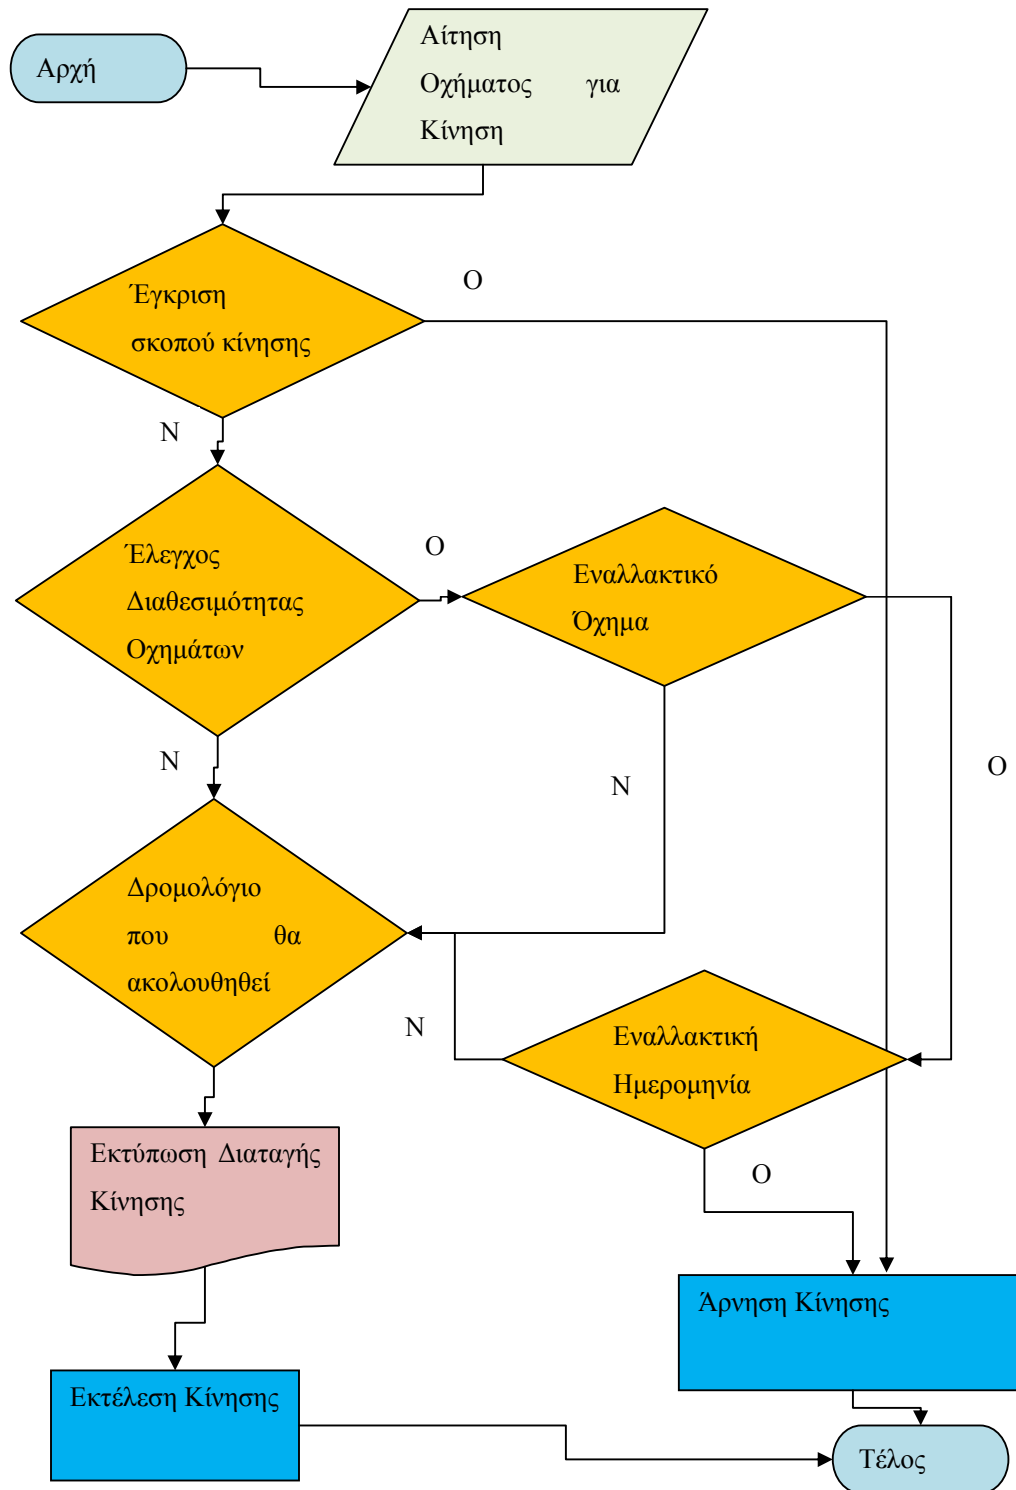 Αρχή
Αίτηση
Οχήματος για
Κίνηση
Έγκριση
σκοπού κίνησης
Ο
Ν
Έλεγχος
Διαθεσιμότητας
Οχημάτων
Ο
Εναλλακτικό
Όχημα
Ν
Ν
Ο
Δρομολόγιο
που θα
ακολουθηθεί
Ν
Εναλλακτική
Ημερομηνία
Ο
Εκτύπωση Διαταγής
Κίνησης
Άρνηση Κίνησης
Εκτέλεση Κίνησης
Τέλος